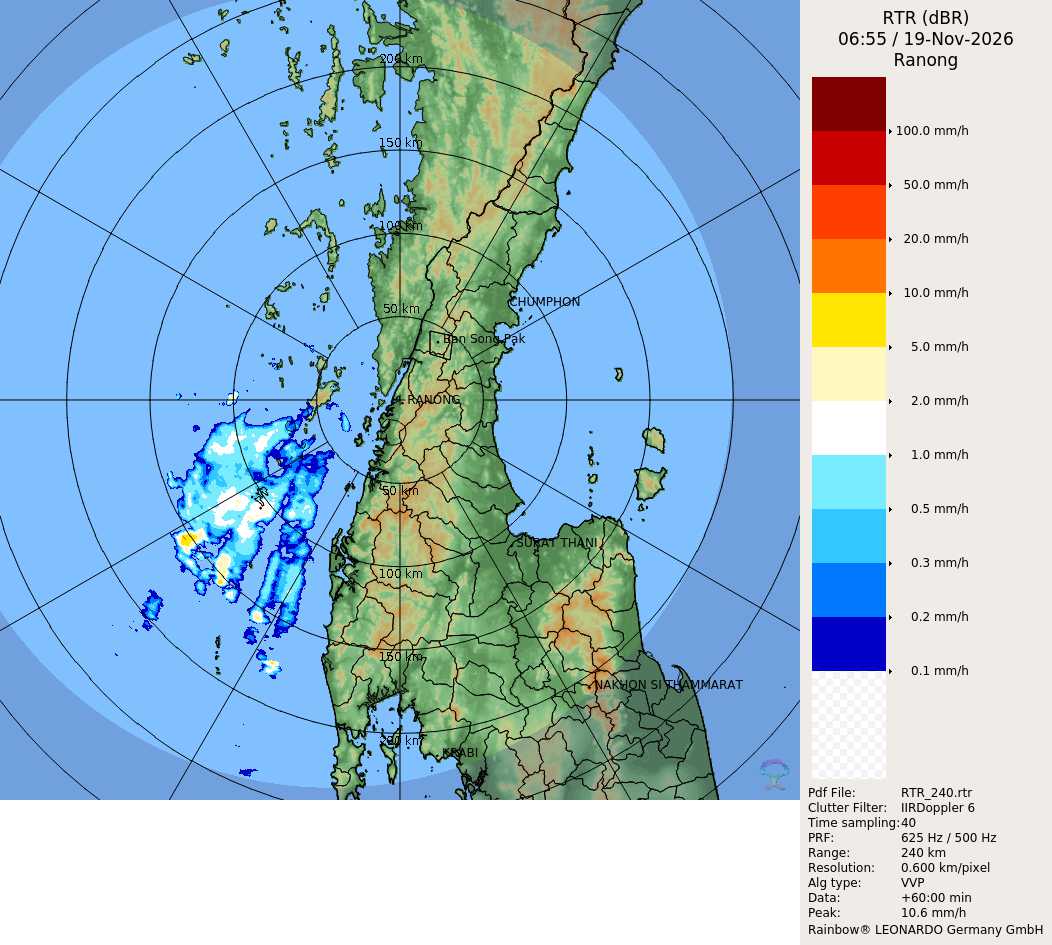 RTR (dBR)
06:55 / 19-Nov-2026
Ranong
100.0 mm/h
50.0 mm/h
20.0 mm/h
10.0 mm/h
5.0 mm/h
2.0 mm/h
1.0 mm/h
0.5 mm/h
0.3 mm/h
0.2 mm/h
0.1 mm/h
200 km
150 km
100 km
50 km
CHUMPHON
Ban Song Pak
RANONG
50 km
SURAT THANI
100 km
150 km
NAKHON SI THAMMARAT
200 km
KRABI
Pdf File: RTR_240.rtr
Clutter Filter: IIRDoppler 6
Time sampling:40
PRF: 625 Hz / 500 Hz
Range: 240 km
Resolution: 0.600 km/pixel
Alg type: VVP
Data: +60:00 min
Peak: 10.6 mm/h
Rainbow® LEONARDO Germany GmbH